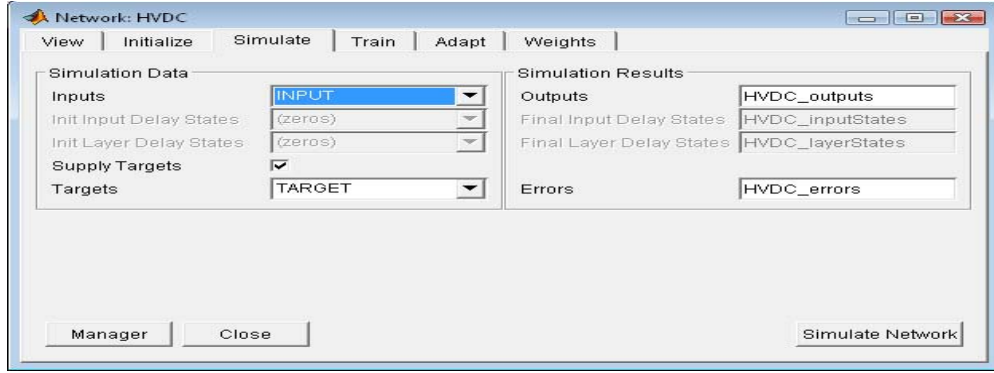 Network: HVDC
View Initialize Simulate Train Adapt Weights
Simulation Data
Inputs INPUT
Init Input Delay States (zeros)
Init Layer Delay States (zeros)
Supply Targets
Targets TARGET
Simulation Results
Outputs HVDC_outputs
Final Input Delay States HVDC_inputStates
Final Layer Delay States HVDC_layerStates
Errors HVDC_errors
Manager Close Simulate Network